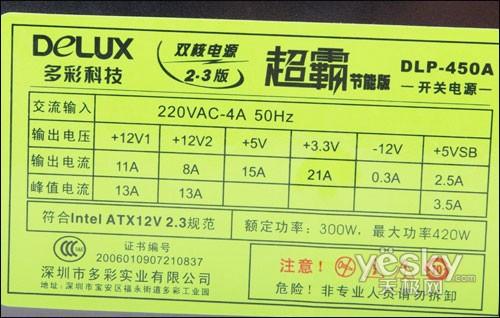 DeLUX
多彩科技
双核电源
2-3版
超霸节能版
DLP-450A
开关电源
交流输入 220VAC-4A 50Hz
输出电压 +12V1 +12V2 +5V +3.3V -12V +5VSB
输出电流 11A 8A 15A 21A 0.3A 2.5A
峰值电流 13A 13A 3.5A
符合Intel ATX12V 2.3规范
额定功率：300W，最大功率420W
证书编号
2006010907210837
深圳市多彩实业有限公司
地址：深圳市宝安区福永街道多彩工业园
注意！
危险！非专业人员请勿拆卸
yesky
天极网
.com